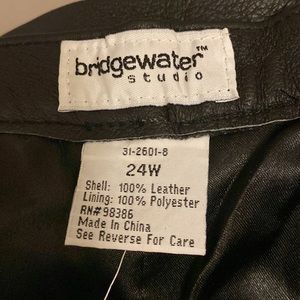 bridgewater™
studio
31-2601-8
24W
Shell: 100% Leather
Lining: 100% Polyester
RN#98386
Made In China
See Reverse For Care